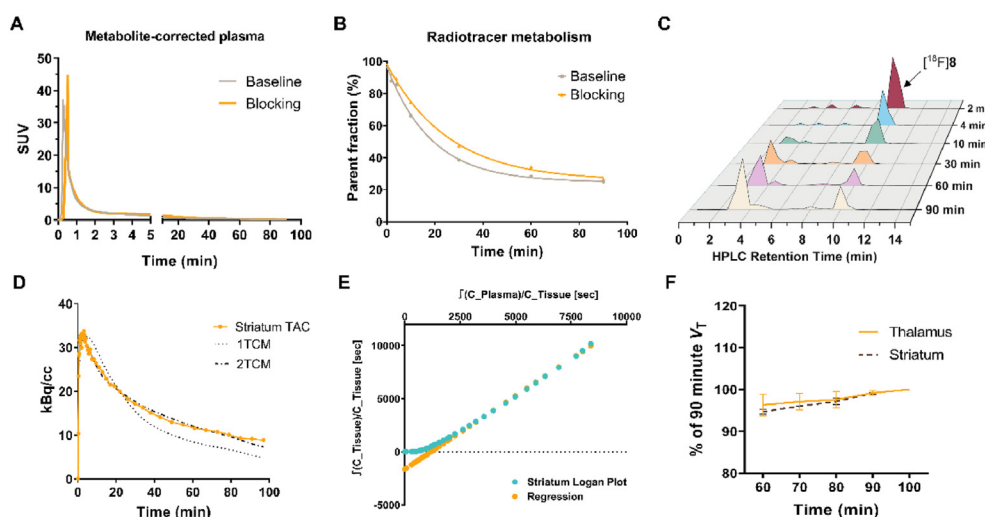 A
Metabolite-corrected plasma
SUV
50
40
30
20
10
0
Baseline
Blocking
0 1 2 3 4 5 20 40 60 80 100
Time (min)
B
Radiotracer metabolism
Parent fraction (%)
100
80
60
40
20
0
Baseline
Blocking
0 20 40 60 80 100
Time (min)
C
[¹⁸F]8
2 m
4 min
10 min
30 min
60 min
90 min
0 2 4 6 8 10 12 14
HPLC Retention Time (min)
D
kBq/cc
40
30
20
10
0
Striatum TAC
1TCM
2TCM
0 20 40 60 80 100
Time (min)
E
∫(C_Plasma)/C_Tissue [sec]
0 2500 5000 7500 10000
∫(C_Tissue)/C_Tissue [sec]
10000
5000
0
-5000
Striatum Logan Plot
Regression
F
% of 90 minute V_T
120
110
100
90
80
Thalamus
Striatum
60 70 80 90 100
Time (min)